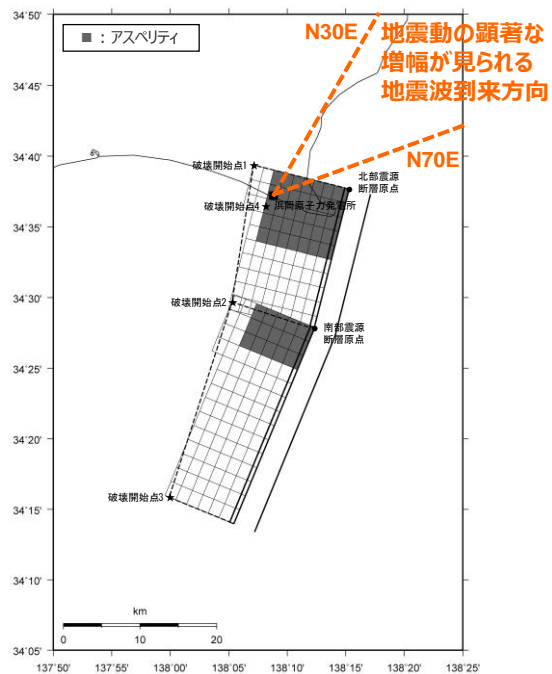 34˚50'
34˚45'
34˚40'
34˚35'
34˚30'
34˚25'
34˚20'
34˚15'
34˚10'
34˚05'
■ : アスペリティ
N30E
地震動の顕著な
増幅が見られる
地震波到来方向
N70E
破壊開始点1
北部震源
断層原点
破壊開始点4
浜岡原子力発電所
破壊開始点2
南部震源
断層原点
破壊開始点3
km
0 10 20
137˚50' 137˚55' 138˚00' 138˚05' 138˚10' 138˚15' 138˚20' 138˚25'